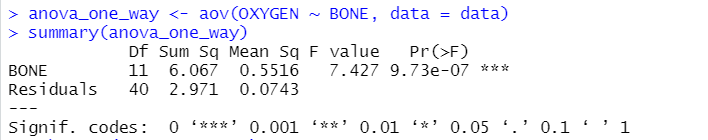 > anova_one_way <- aov(OXYGEN ~ BONE, data = data)
> summary(anova_one_way)
            Df Sum Sq Mean Sq F value   Pr(>F)
BONE        11  6.067  0.5516   7.427 9.73e-07 ***
Residuals   40  2.971  0.0743
---
Signif. codes:  0 ‘***’ 0.001 ‘**’ 0.01 ‘*’ 0.05 ‘.’ 0.1 ‘ ’ 1